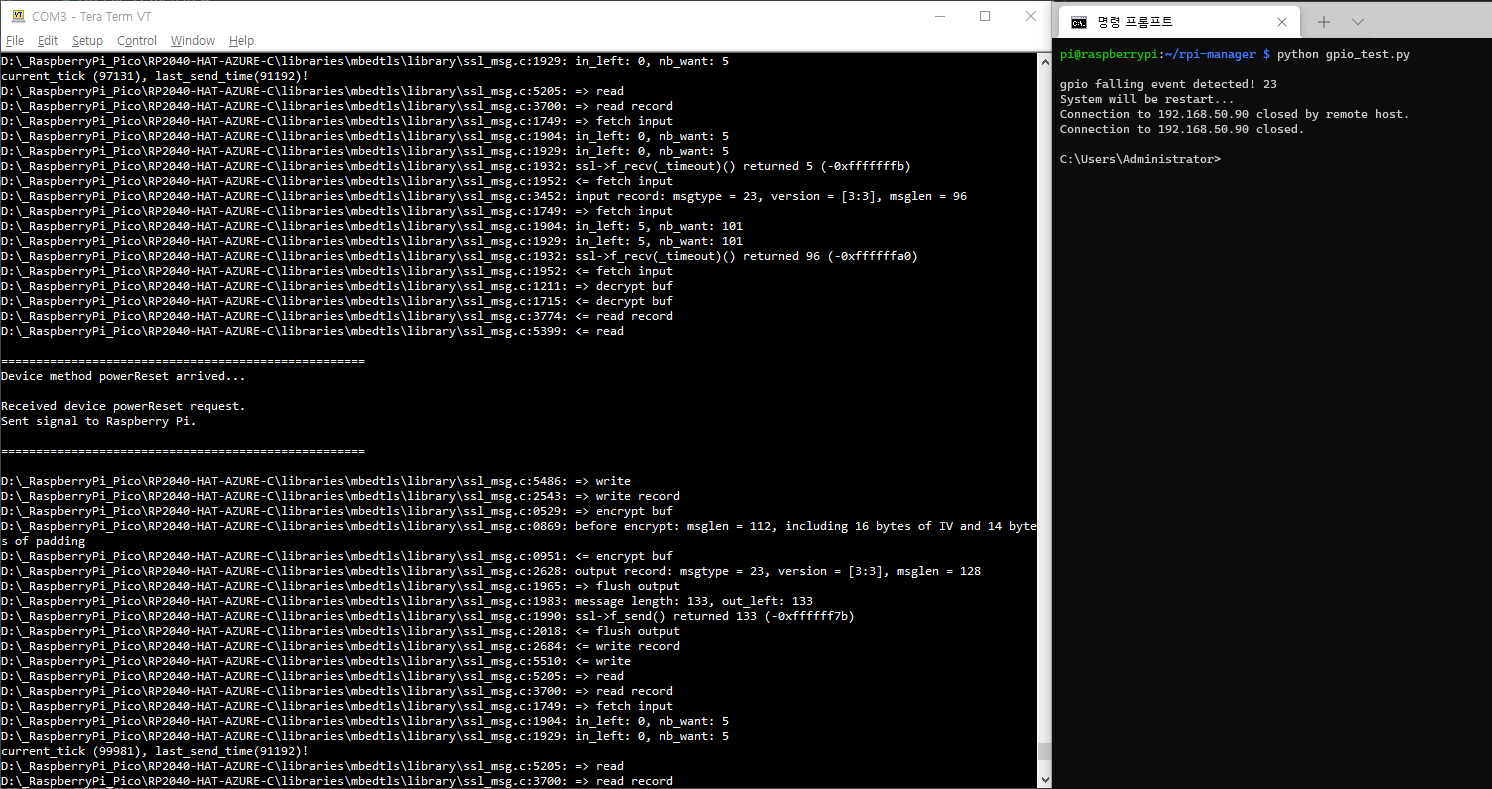 COM3 - Tera Term VT
File Edit Setup Control Window Help
D:\_RaspberryPi_Pico\RP2040-HAT-AZURE-C\libraries\mbedtls\library\ssl_msg.c:1929: in_left: 0, nb_want: 5
current_tick (97131), last_send_time(91192)!
D:\_RaspberryPi_Pico\RP2040-HAT-AZURE-C\libraries\mbedtls\library\ssl_msg.c:5205: => read
D:\_RaspberryPi_Pico\RP2040-HAT-AZURE-C\libraries\mbedtls\library\ssl_msg.c:3700: => read record
D:\_RaspberryPi_Pico\RP2040-HAT-AZURE-C\libraries\mbedtls\library\ssl_msg.c:1749: => fetch input
D:\_RaspberryPi_Pico\RP2040-HAT-AZURE-C\libraries\mbedtls\library\ssl_msg.c:1904: in_left: 0, nb_want: 5
D:\_RaspberryPi_Pico\RP2040-HAT-AZURE-C\libraries\mbedtls\library\ssl_msg.c:1929: in_left: 0, nb_want: 5
D:\_RaspberryPi_Pico\RP2040-HAT-AZURE-C\libraries\mbedtls\library\ssl_msg.c:1932: ssl->f_recv(_timeout)() returned 5 (-0xfffffffb)
D:\_RaspberryPi_Pico\RP2040-HAT-AZURE-C\libraries\mbedtls\library\ssl_msg.c:1952: <= fetch input
D:\_RaspberryPi_Pico\RP2040-HAT-AZURE-C\libraries\mbedtls\library\ssl_msg.c:3452: input record: msgtype = 23, version = [3:3], msglen = 96
D:\_RaspberryPi_Pico\RP2040-HAT-AZURE-C\libraries\mbedtls\library\ssl_msg.c:1749: => fetch input
D:\_RaspberryPi_Pico\RP2040-HAT-AZURE-C\libraries\mbedtls\library\ssl_msg.c:1904: in_left: 5, nb_want: 101
D:\_RaspberryPi_Pico\RP2040-HAT-AZURE-C\libraries\mbedtls\library\ssl_msg.c:1929: in_left: 5, nb_want: 101
D:\_RaspberryPi_Pico\RP2040-HAT-AZURE-C\libraries\mbedtls\library\ssl_msg.c:1932: ssl->f_recv(_timeout)() returned 96 (-0xffffffa0)
D:\_RaspberryPi_Pico\RP2040-HAT-AZURE-C\libraries\mbedtls\library\ssl_msg.c:1952: <= fetch input
D:\_RaspberryPi_Pico\RP2040-HAT-AZURE-C\libraries\mbedtls\library\ssl_msg.c:1211: => decrypt buf
D:\_RaspberryPi_Pico\RP2040-HAT-AZURE-C\libraries\mbedtls\library\ssl_msg.c:1715: <= decrypt buf
D:\_RaspberryPi_Pico\RP2040-HAT-AZURE-C\libraries\mbedtls\library\ssl_msg.c:3774: <= read record
D:\_RaspberryPi_Pico\RP2040-HAT-AZURE-C\libraries\mbedtls\library\ssl_msg.c:5399: <= read
====================================================
Device method powerReset arrived...
Received device powerReset request.
Sent signal to Raspberry Pi.
====================================================
D:\_RaspberryPi_Pico\RP2040-HAT-AZURE-C\libraries\mbedtls\library\ssl_msg.c:5486: => write
D:\_RaspberryPi_Pico\RP2040-HAT-AZURE-C\libraries\mbedtls\library\ssl_msg.c:2543: => write record
D:\_RaspberryPi_Pico\RP2040-HAT-AZURE-C\libraries\mbedtls\library\ssl_msg.c:0529: => encrypt buf
D:\_RaspberryPi_Pico\RP2040-HAT-AZURE-C\libraries\mbedtls\library\ssl_msg.c:0869: before encrypt: msglen = 112, including 16 bytes of IV and 14 byte
s of padding
D:\_RaspberryPi_Pico\RP2040-HAT-AZURE-C\libraries\mbedtls\library\ssl_msg.c:0951: <= encrypt buf
D:\_RaspberryPi_Pico\RP2040-HAT-AZURE-C\libraries\mbedtls\library\ssl_msg.c:2628: output record: msgtype = 23, version = [3:3], msglen = 128
D:\_RaspberryPi_Pico\RP2040-HAT-AZURE-C\libraries\mbedtls\library\ssl_msg.c:1965: => flush output
D:\_RaspberryPi_Pico\RP2040-HAT-AZURE-C\libraries\mbedtls\library\ssl_msg.c:1983: message length: 133, out_left: 133
D:\_RaspberryPi_Pico\RP2040-HAT-AZURE-C\libraries\mbedtls\library\ssl_msg.c:1990: ssl->f_send() returned 133 (-0xffffff7b)
D:\_RaspberryPi_Pico\RP2040-HAT-AZURE-C\libraries\mbedtls\library\ssl_msg.c:2018: <= flush output
D:\_RaspberryPi_Pico\RP2040-HAT-AZURE-C\libraries\mbedtls\library\ssl_msg.c:2684: <= write record
D:\_RaspberryPi_Pico\RP2040-HAT-AZURE-C\libraries\mbedtls\library\ssl_msg.c:5510: <= write
D:\_RaspberryPi_Pico\RP2040-HAT-AZURE-C\libraries\mbedtls\library\ssl_msg.c:5205: => read
D:\_RaspberryPi_Pico\RP2040-HAT-AZURE-C\libraries\mbedtls\library\ssl_msg.c:3700: => read record
D:\_RaspberryPi_Pico\RP2040-HAT-AZURE-C\libraries\mbedtls\library\ssl_msg.c:1749: => fetch input
D:\_RaspberryPi_Pico\RP2040-HAT-AZURE-C\libraries\mbedtls\library\ssl_msg.c:1904: in_left: 0, nb_want: 5
D:\_RaspberryPi_Pico\RP2040-HAT-AZURE-C\libraries\mbedtls\library\ssl_msg.c:1929: in_left: 0, nb_want: 5
current_tick (99981), last_send_time(91192)!
D:\_RaspberryPi_Pico\RP2040-HAT-AZURE-C\libraries\mbedtls\library\ssl_msg.c:5205: => read
D:\_RaspberryPi_Pico\RP2040-HAT-AZURE-C\libraries\mbedtls\library\ssl_msg.c:3700: => read record
명령 프롬프트
pi@raspberrypi:~/rpi-manager $ python gpio_test.py
gpio falling event detected! 23
System will be restart...
Connection to 192.168.50.90 closed by remote host.
Connection to 192.168.50.90 closed.
C:\Users\Administrator>